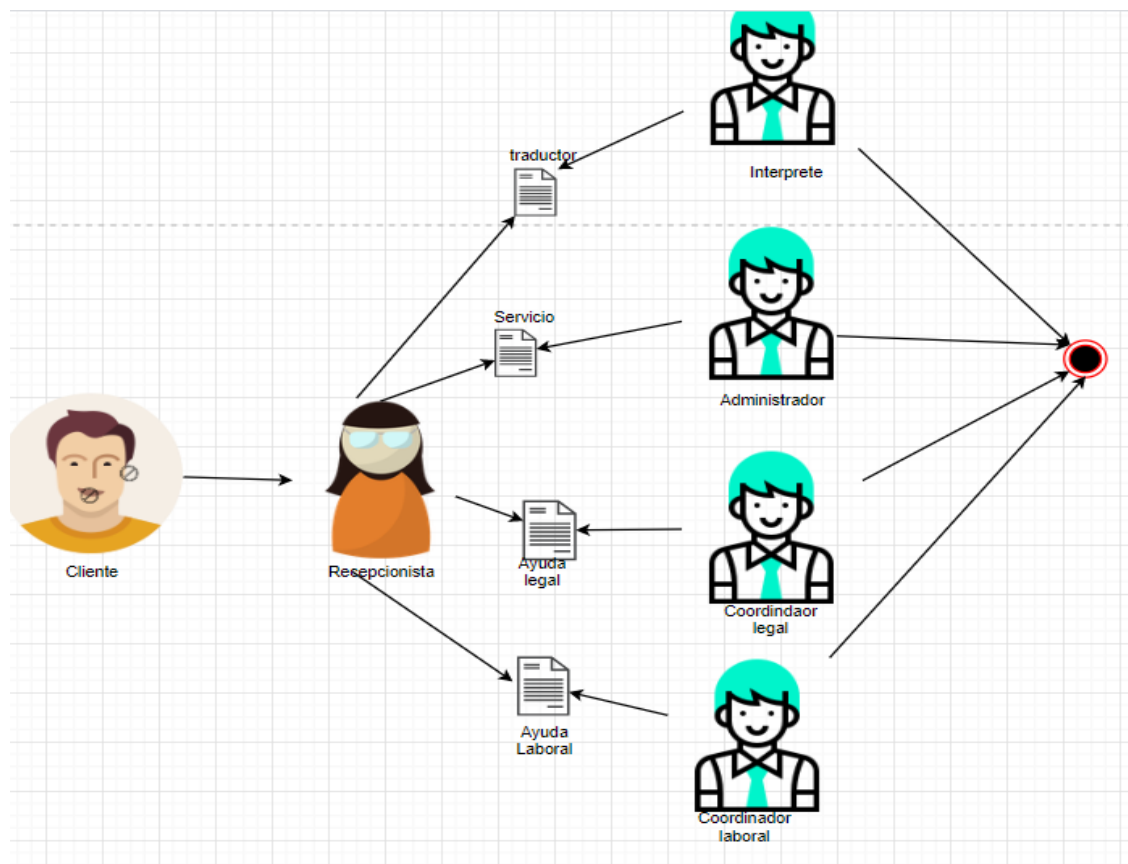 traductor
Interprete
Servicio
Administrador
Cliente
Recepcionista
Ayuda
legal
Coordindaor
legal
Ayuda
Laboral
Coordinador
laboral